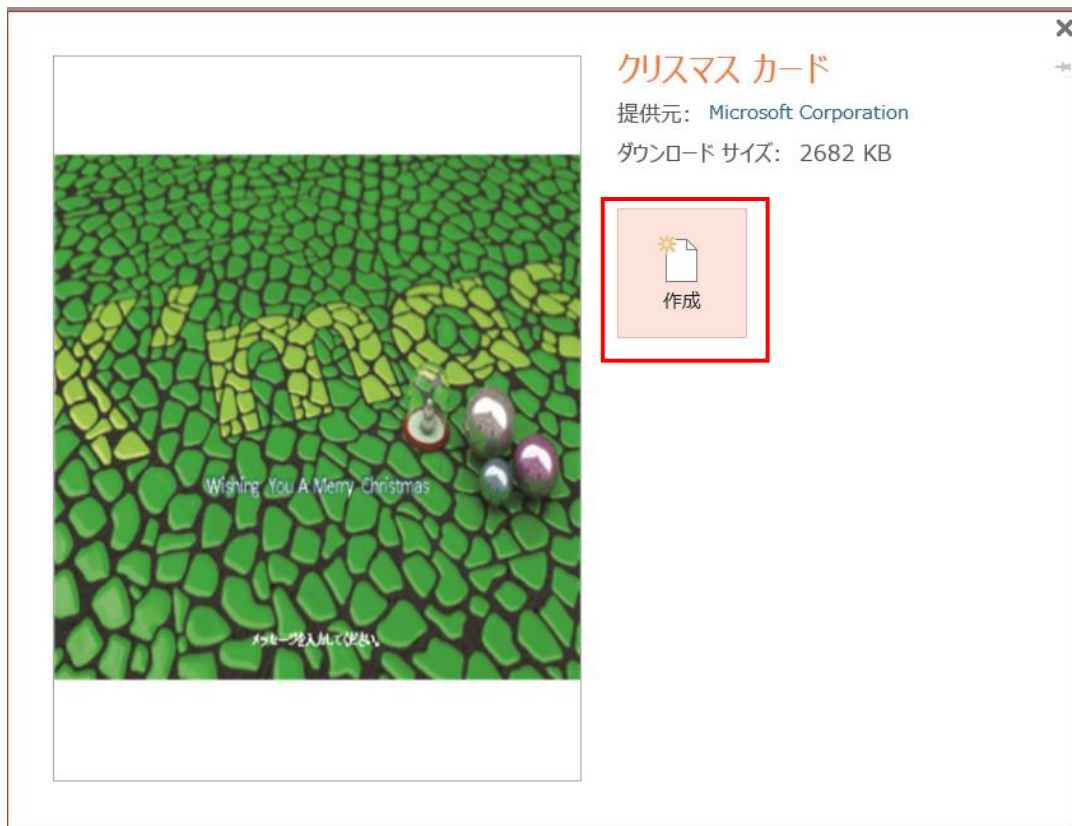 クリスマス カード
提供元: Microsoft Corporation
ダウンロード サイズ: 2682 KB
作成
X'mas
Wishing You A Merry Christmas
メッセージを入力してください。